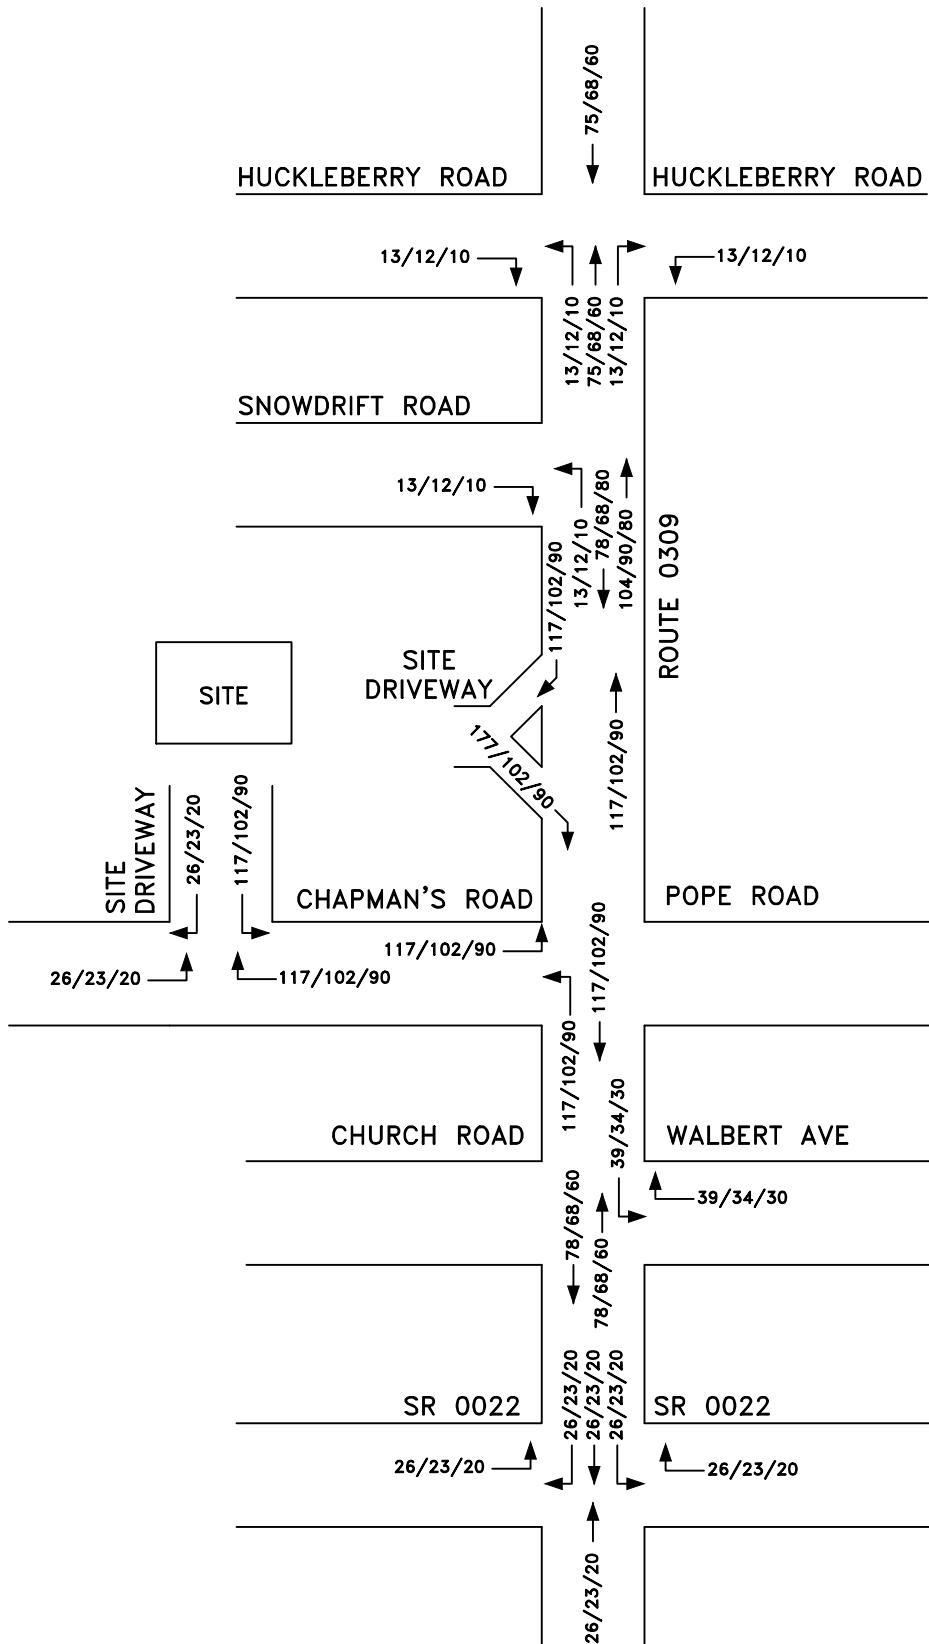 75/68/60
HUCKLEBERRY ROAD
HUCKLEBERRY ROAD
13/12/10
13/12/10
13/12/10
75/68/60
13/12/10
SNOWDRIFT ROAD
13/12/10
117/102/90
13/12/10
78/68/80
104/90/80
ROUTE 0309
SITE
DRIVEWAY
SITE
177/102/90
117/102/90
SITE
DRIVEWAY
26/23/20
117/102/90
CHAPMAN'S ROAD
POPE ROAD
117/102/90
117/102/90
26/23/20
117/102/90
117/102/90
39/34/30
CHURCH ROAD
WALBERT AVE
39/34/30
78/68/60
78/68/60
26/23/20
26/23/20
26/23/20
SR 0022
SR 0022
26/23/20
26/23/20
26/23/20